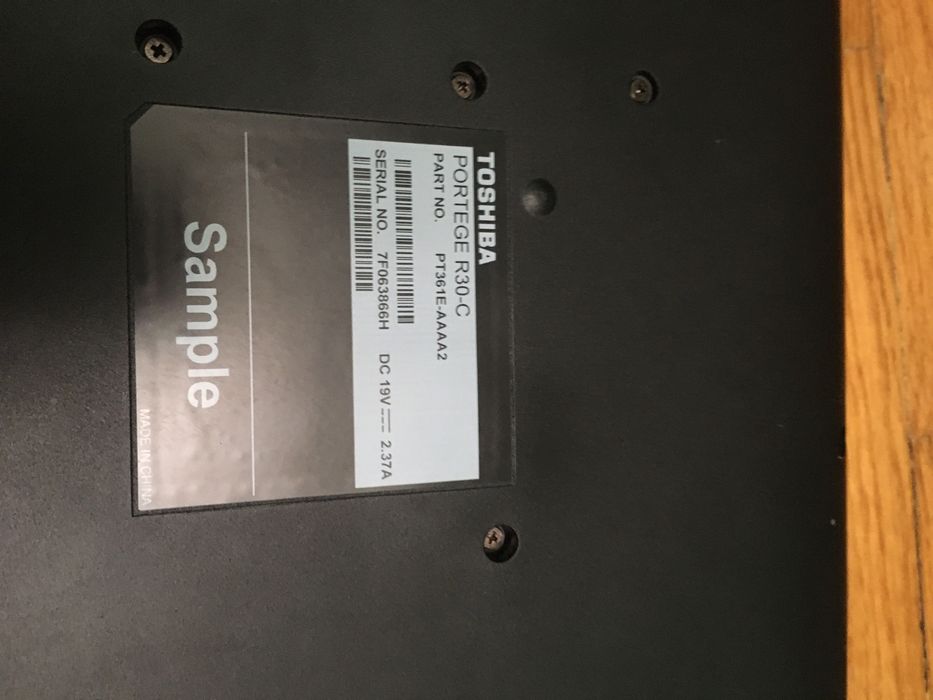 TOSHIBA
PORTEGE R30-C
PART NO. PT361E-AAAA2
SERIAL NO. 7F063866H DC 19V 2.37A
Sample
MADE IN CHINA